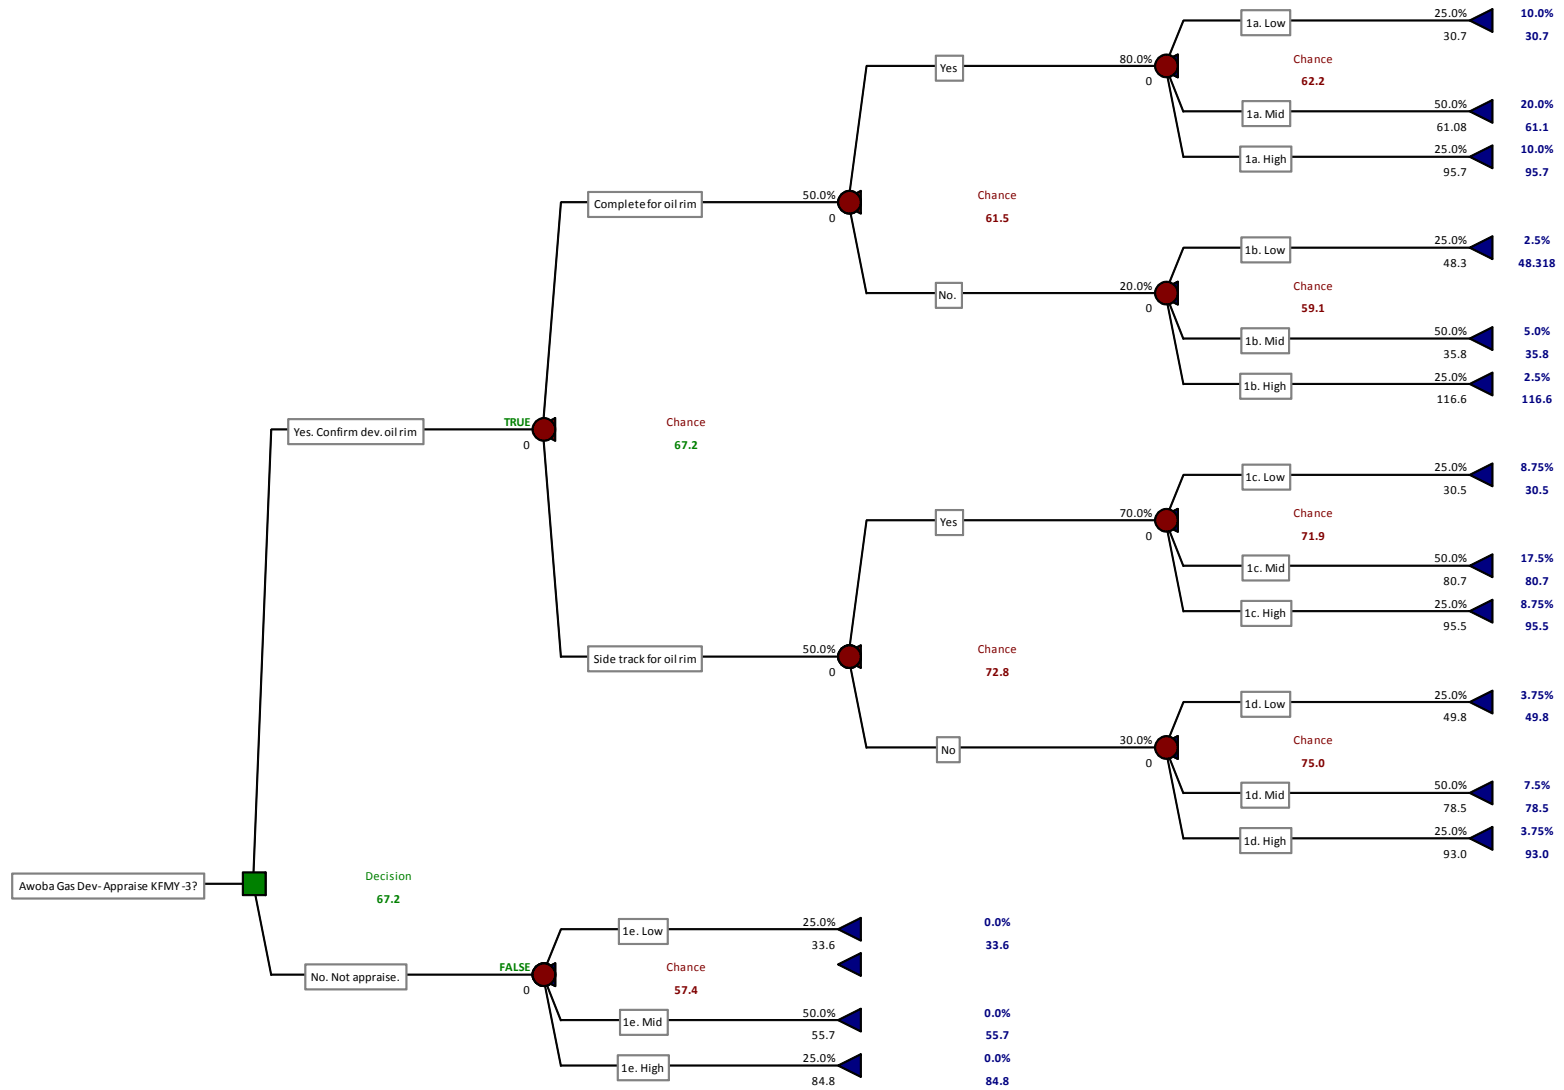 1a. Low
25.0%
30.7
10.0%
30.7
Yes
80.0%
0
Chance
62.2
1a. Mid
50.0%
61.08
20.0%
61.1
1a. High
25.0%
95.7
10.0%
95.7
Complete for oil rim
50.0%
0
Chance
61.5
1b. Low
25.0%
48.3
2.5%
48.318
No.
20.0%
0
Chance
59.1
1b. Mid
50.0%
35.8
5.0%
35.8
1b. High
25.0%
116.6
2.5%
116.6
Yes. Confirm dev. oil rim
TRUE
0
Chance
67.2
1c. Low
25.0%
30.5
8.75%
30.5
Yes
70.0%
0
Chance
71.9
1c. Mid
50.0%
80.7
17.5%
80.7
1c. High
25.0%
95.5
8.75%
95.5
Side track for oil rim
50.0%
0
Chance
72.8
1d. Low
25.0%
49.8
3.75%
49.8
No
30.0%
0
Chance
75.0
1d. Mid
50.0%
78.5
7.5%
78.5
1d. High
25.0%
93.0
3.75%
93.0
Awoba Gas Dev- Appraise KFMY -3?
Decision
67.2
1e. Low
25.0%
33.6
0.0%
33.6
No. Not appraise.
FALSE
0
Chance
57.4
1e. Mid
50.0%
55.7
0.0%
55.7
1e. High
25.0%
84.8
0.0%
84.8